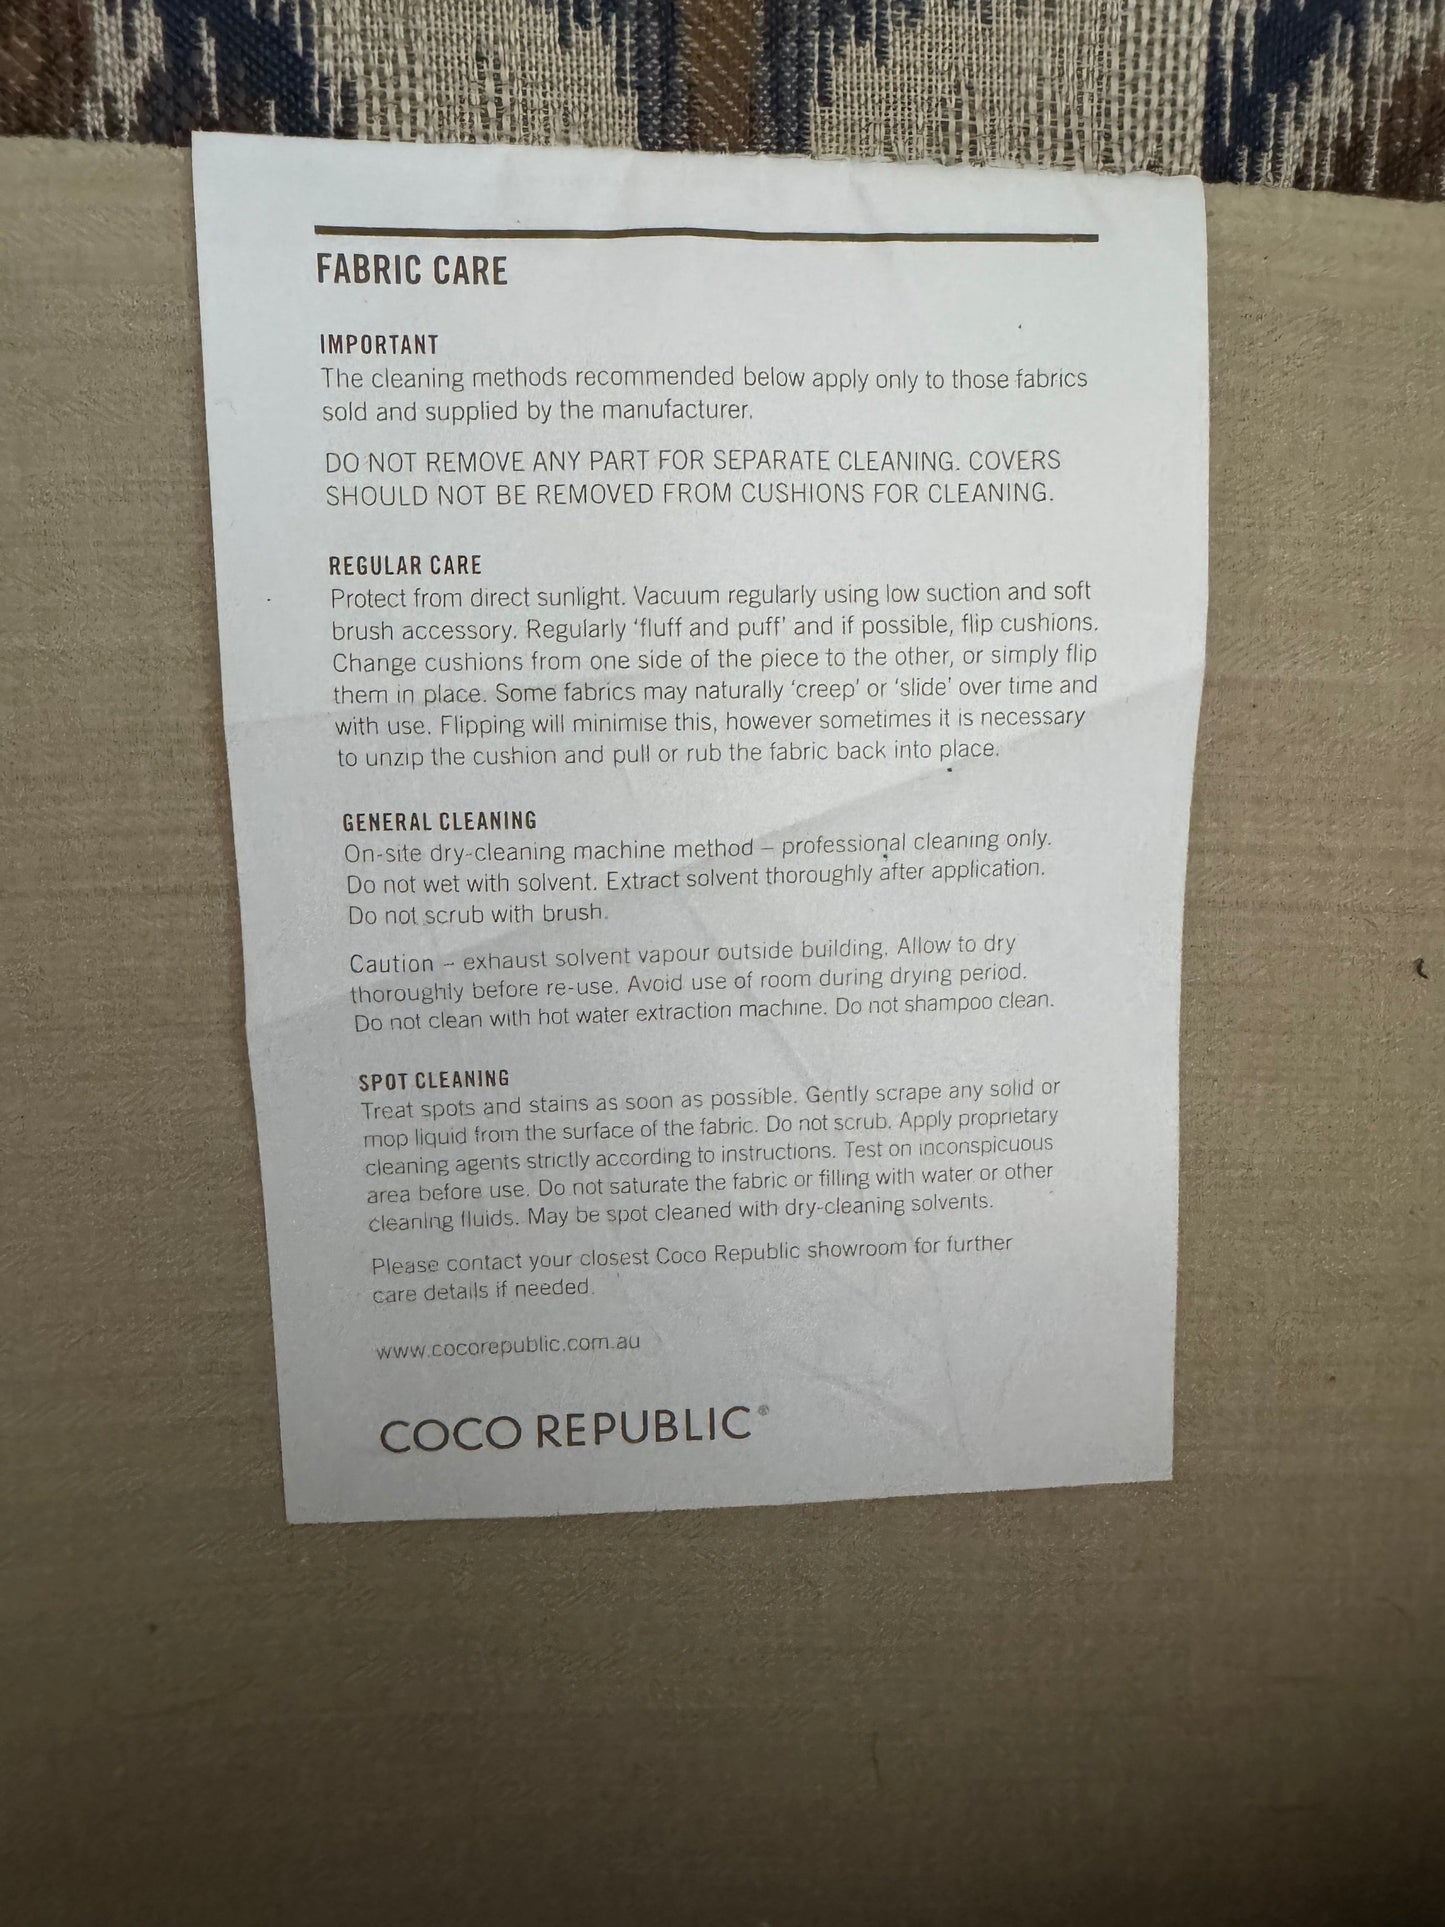 FABRIC CARE
IMPORTANT
The cleaning methods recommended below apply only to those fabrics
sold and supplied by the manufacturer.
DO NOT REMOVE ANY PART FOR SEPARATE CLEANING. COVERS
SHOULD NOT BE REMOVED FROM CUSHIONS FOR CLEANING.
REGULAR CARE
Protect from direct sunlight. Vacuum regularly using low suction and soft
brush accessory. Regularly ‘fluff and puff’ and if possible, flip cushions.
Change cushions from one side of the piece to the other, or simply flip
them in place. Some fabrics may naturally ‘creep’ or ‘slide’ over time and
with use. Flipping will minimise this, however sometimes it is necessary
to unzip the cushion and pull or rub the fabric back into place.
GENERAL CLEANING
On-site dry-cleaning machine method – professional cleaning only.
Do not wet with solvent. Extract solvent thoroughly after application.
Do not scrub with brush.
Caution – exhaust solvent vapour outside building. Allow to dry
thoroughly before re-use. Avoid use of room during drying period.
Do not clean with hot water extraction machine. Do not shampoo clean.
SPOT CLEANING
Treat spots and stains as soon as possible. Gently scrape any solid or
mop liquid from the surface of the fabric. Do not scrub. Apply proprietary
cleaning agents strictly according to instructions. Test on inconspicuous
area before use. Do not saturate the fabric or filling with water or other
cleaning fluids. May be spot cleaned with dry-cleaning solvents.
Please contact your closest Coco Republic showroom for further
care details if needed.
www.cocorepublic.com.au
COCO REPUBLIC®